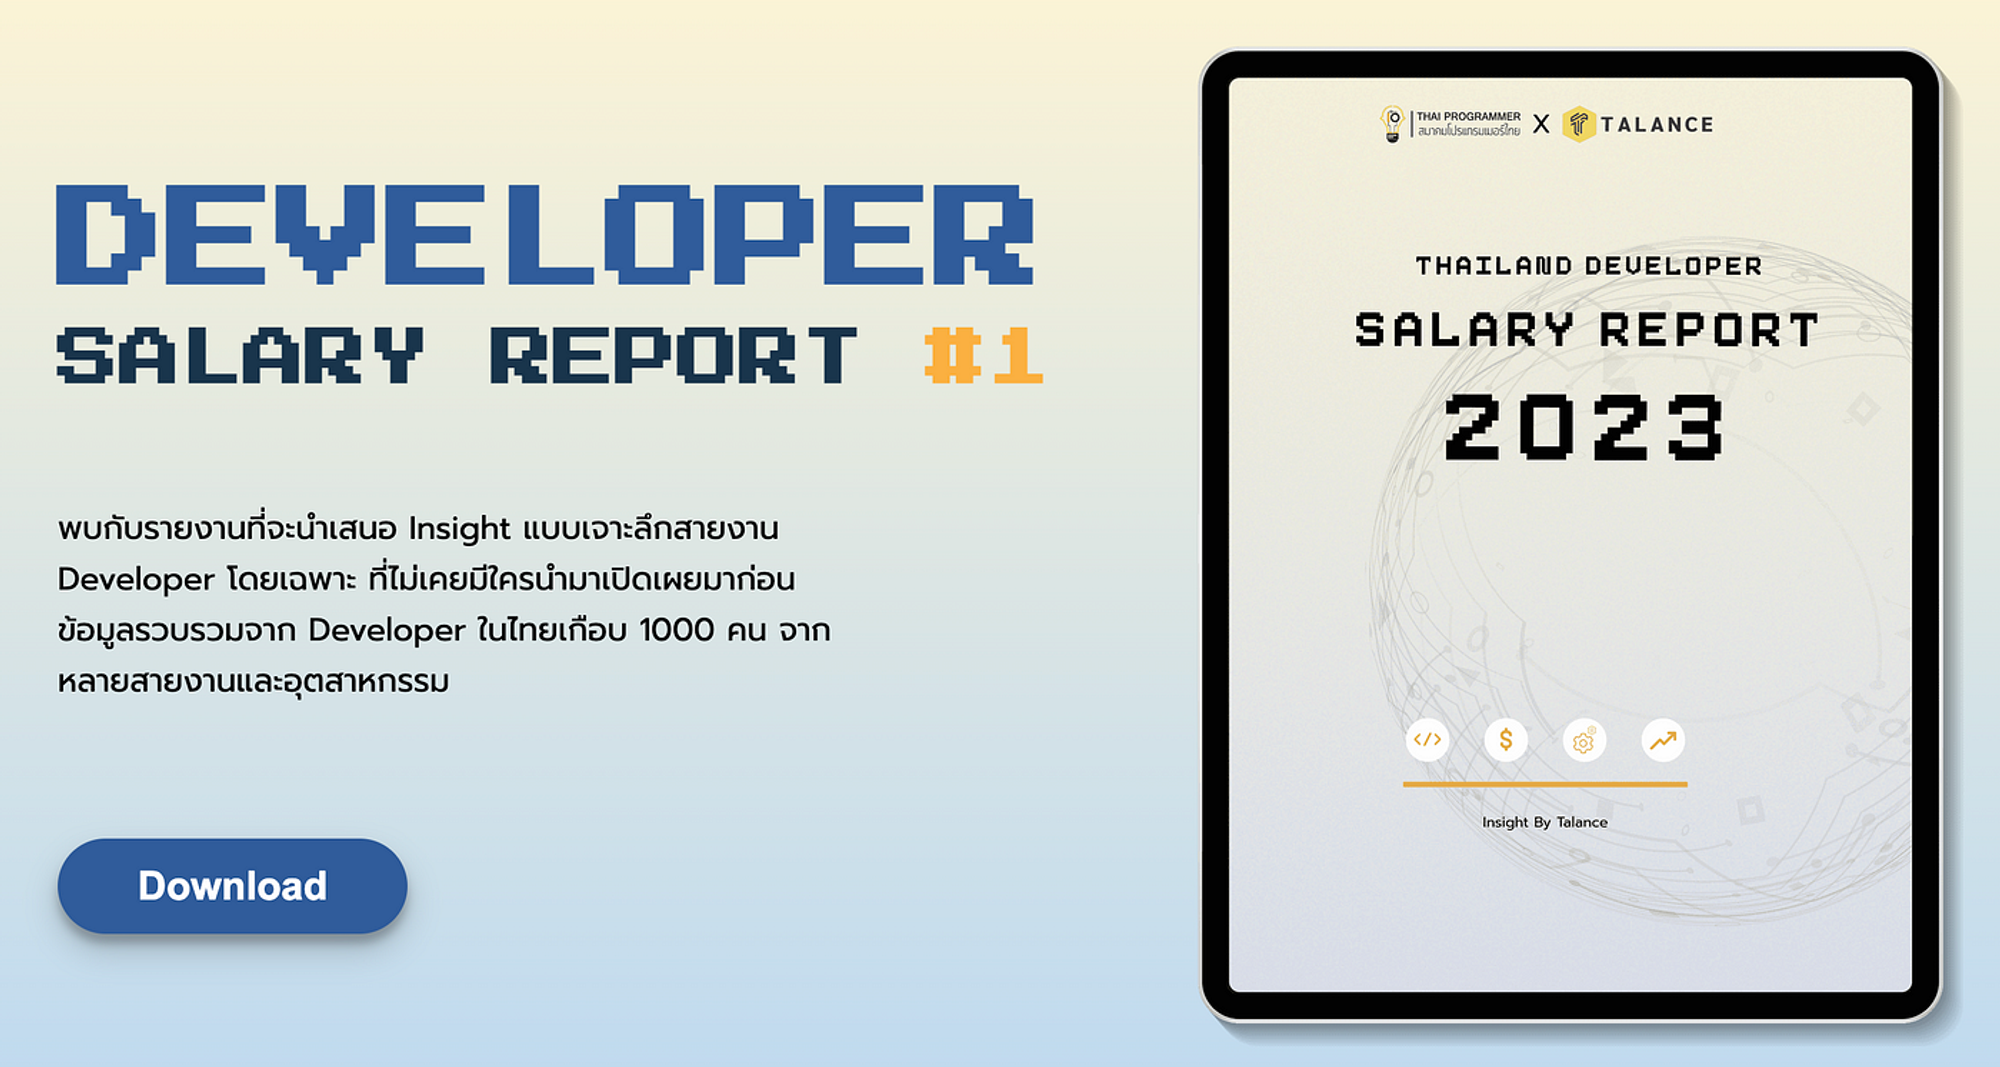 DEVELOPER
SALARY REPORT #1
พบกับรายงานที่จะนำเสนอ Insight แบบเจาะลึกสายงาน
Developer โดยเฉพาะ ที่ไม่เคยมีใครนำมาเปิดเผยมาก่อน
ข้อมูลรวบรวมจาก Developer ในไทยเกือบ 1000 คน จาก
หลายสายงานและอุตสาหกรรม
Download
THAI PROGRAMMER
สมาคมโปรแกรมเมอร์ไทย
X
TALANCE
THAILAND DEVELOPER
SALARY REPORT
2023
Insight By Talance